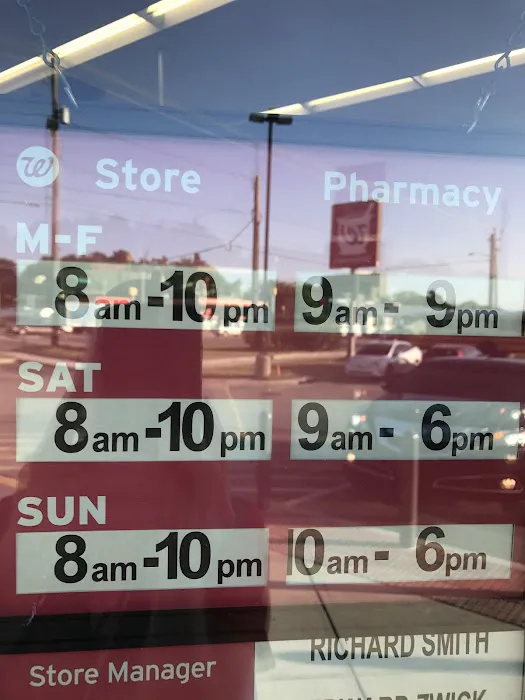 W Store Pharmacy
M-F
8am-10pm 9am- 9pm
SAT
8am-10pm 9am- 6pm
SUN
8am-10pm 10am- 6pm
RICHARD SMITH
Store Manager
ZWICK